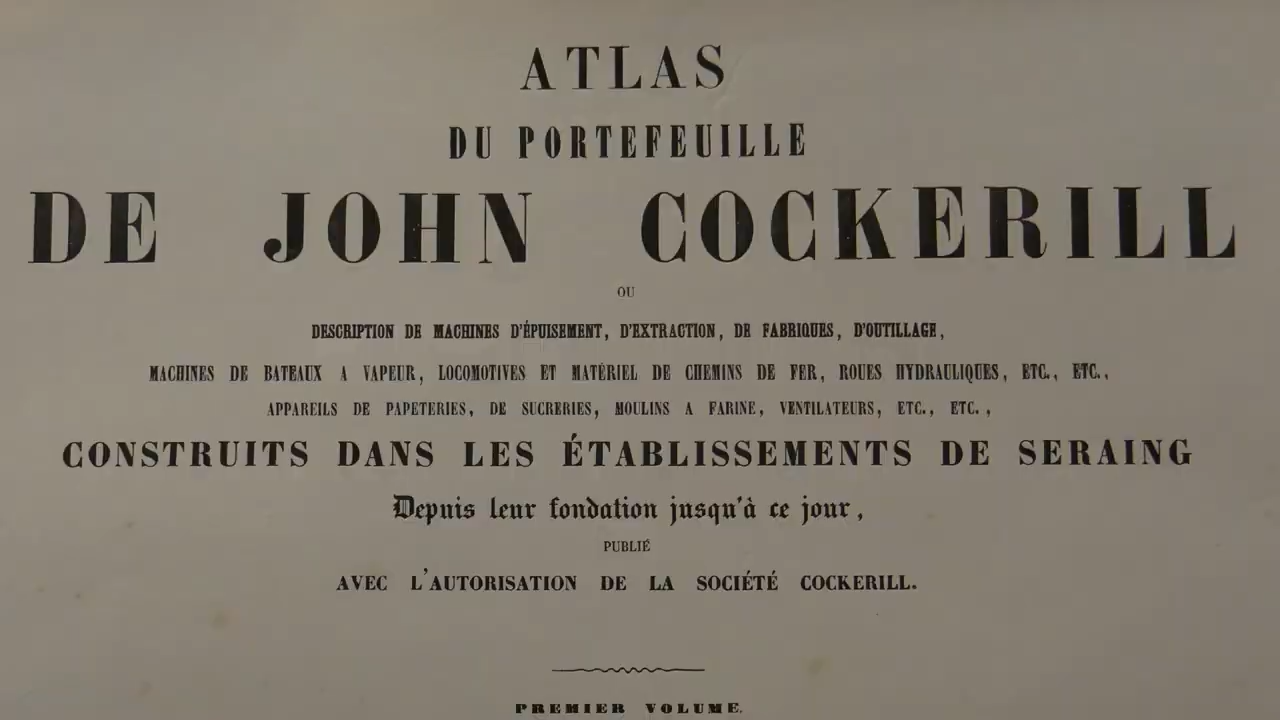 ATLAS
DU PORTEFEUILLE
DE JOHN COCKERILL
OU
DESCRIPTION DE MACHINES D'ÉPUISEMENT, D'EXTRACTION, DE FABRIQUES, D'OUTILLAGE,
MACHINES DE BATEAUX A VAPEUR, LOCOMOTIVES ET MATÉRIEL DE CHEMINS DE FER, ROUES HYDRAULIQUES, ETC., ETC.,
APPAREILS DE PAPETERIES, DE SUCRERIES, MOULINS A FARINE, VENTILATEURS, ETC., ETC.,
CONSTRUITS DANS LES ÉTABLISSEMENTS DE SERAING
Depuis leur fondation jusqu'à ce jour,
PUBLIÉ
AVEC L'AUTORISATION DE LA SOCIÉTÉ COCKERILL.
PREMIER VOLUME.